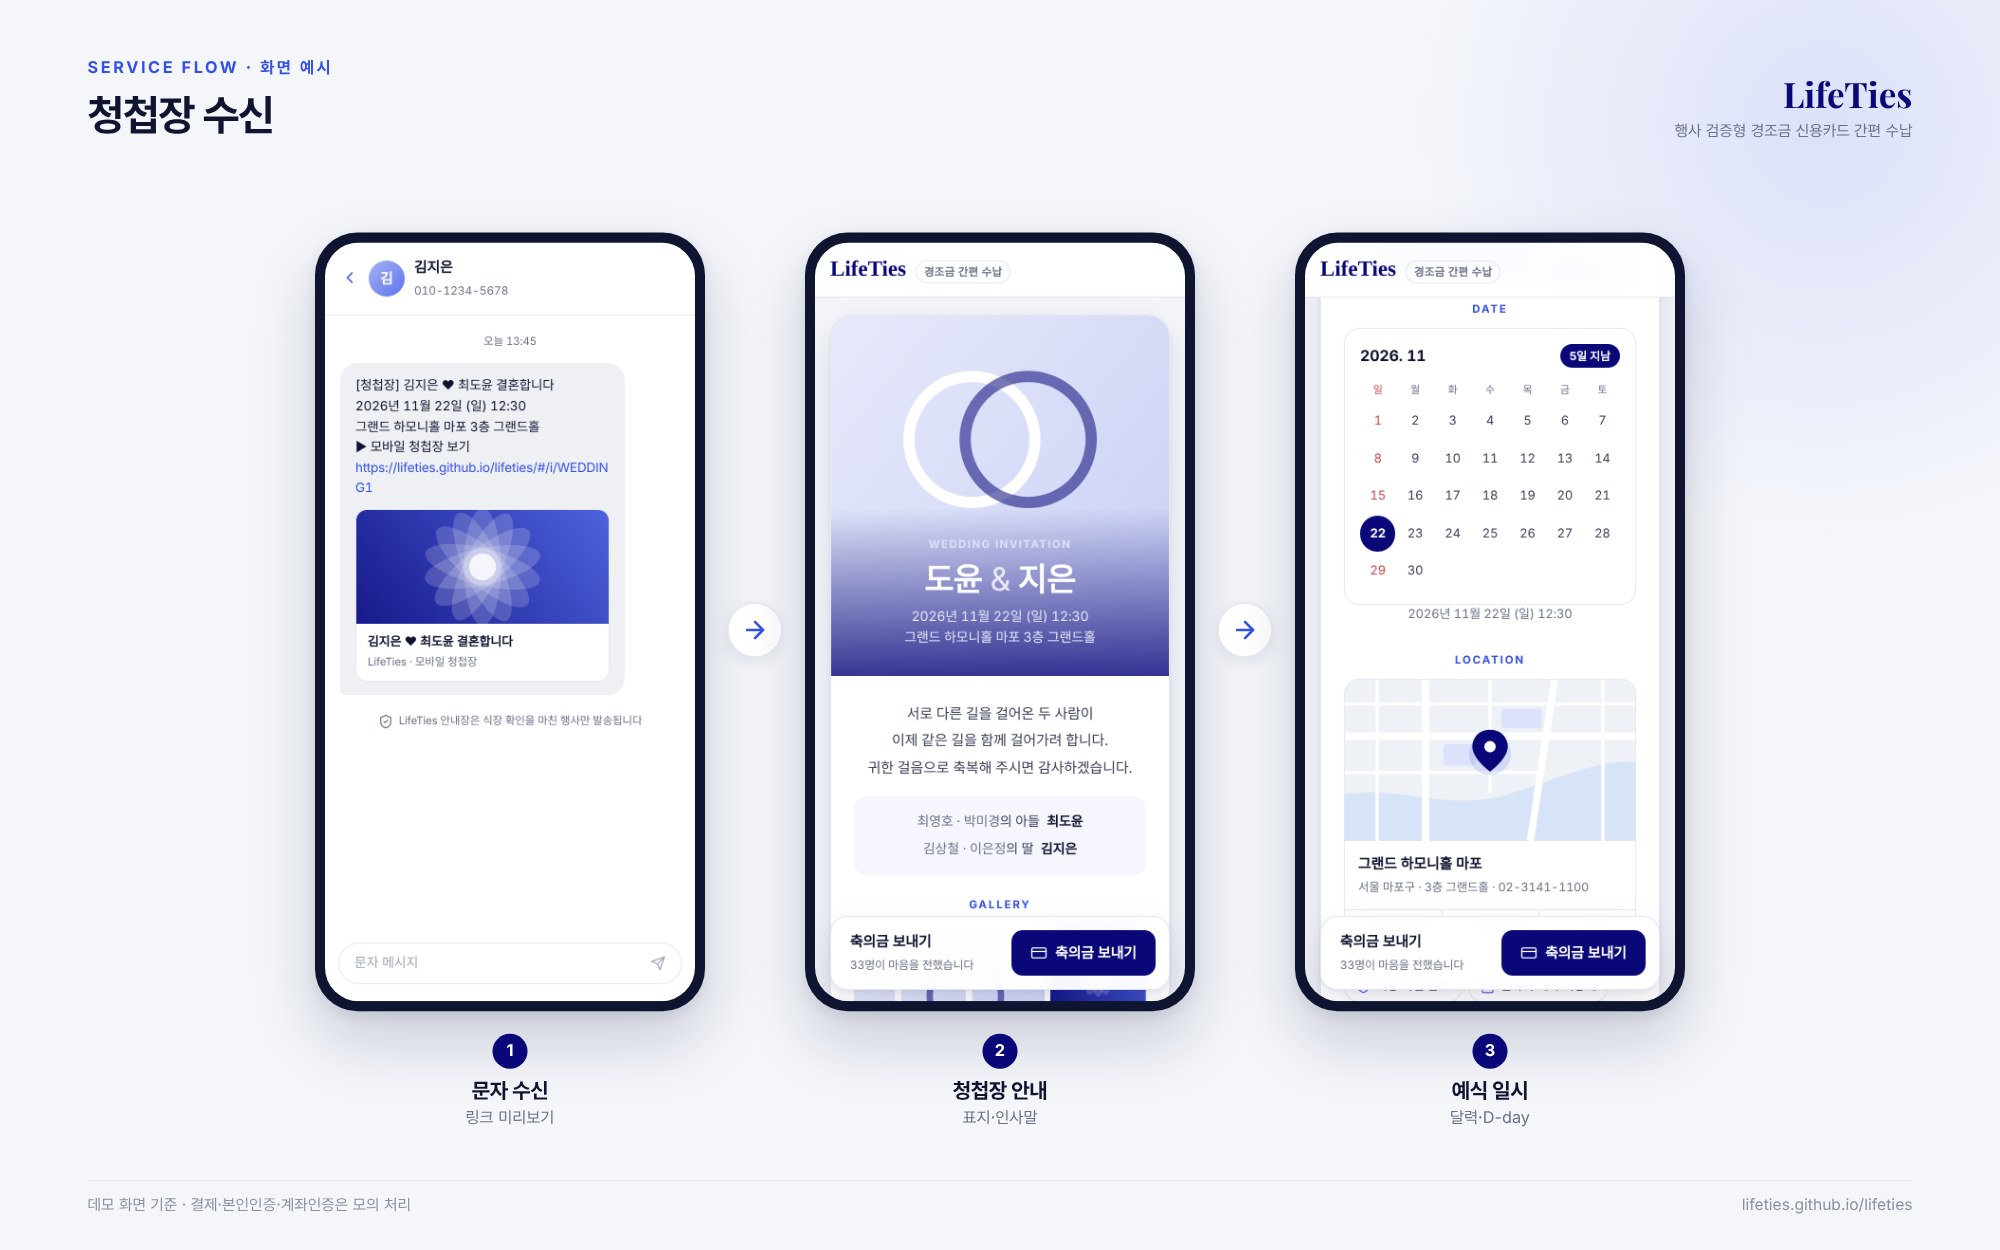 SERVICE FLOW · 화면 예시
청첩장 수신
LifeTies
행사 검증형 경조금 신용카드 간편 수납
김
김지은
010-1234-5678
오늘 13:45
[청첩장] 김지은 ♥ 최도윤 결혼합니다
2026년 11월 22일 (일) 12:30
그랜드 하모니홀 마포 3층 그랜드홀
▶ 모바일 청첩장 보기
https://lifeties.github.io/lifeties/#/i/WEDDIN
G1
김지은 ♥ 최도윤 결혼합니다
LifeTies · 모바일 청첩장
LifeTies 안내장은 식장 확인을 마친 행사만 발송됩니다
문자 메시지
1
문자 수신
링크 미리보기
LifeTies 경조금 간편 수납
WEDDING INVITATION
도윤 & 지은
2026년 11월 22일 (일) 12:30
그랜드 하모니홀 마포 3층 그랜드홀
서로 다른 길을 걸어온 두 사람이
이제 같은 길을 함께 걸어가려 합니다.
귀한 걸음으로 축복해 주시면 감사하겠습니다.
최영호 · 박미경의 아들 최도윤
김상철 · 이은정의 딸 김지은
GALLERY
축의금 보내기
33명이 마음을 전했습니다
축의금 보내기
2
청첩장 안내
표지·인사말
LifeTies 경조금 간편 수납
DATE
2026. 11
5일 지남
일 월 화 수 목 금 토
1 2 3 4 5 6 7
8 9 10 11 12 13 14
15 16 17 18 19 20 21
22 23 24 25 26 27 28
29 30
2026년 11월 22일 (일) 12:30
LOCATION
그랜드 하모니홀 마포
서울 마포구 · 3층 그랜드홀 · 02-3141-1100
축의금 보내기
33명이 마음을 전했습니다
축의금 보내기
3
예식 일시
달력·D-day
데모 화면 기준 · 결제·본인인증·계좌인증은 모의 처리
lifeties.github.io/lifeties